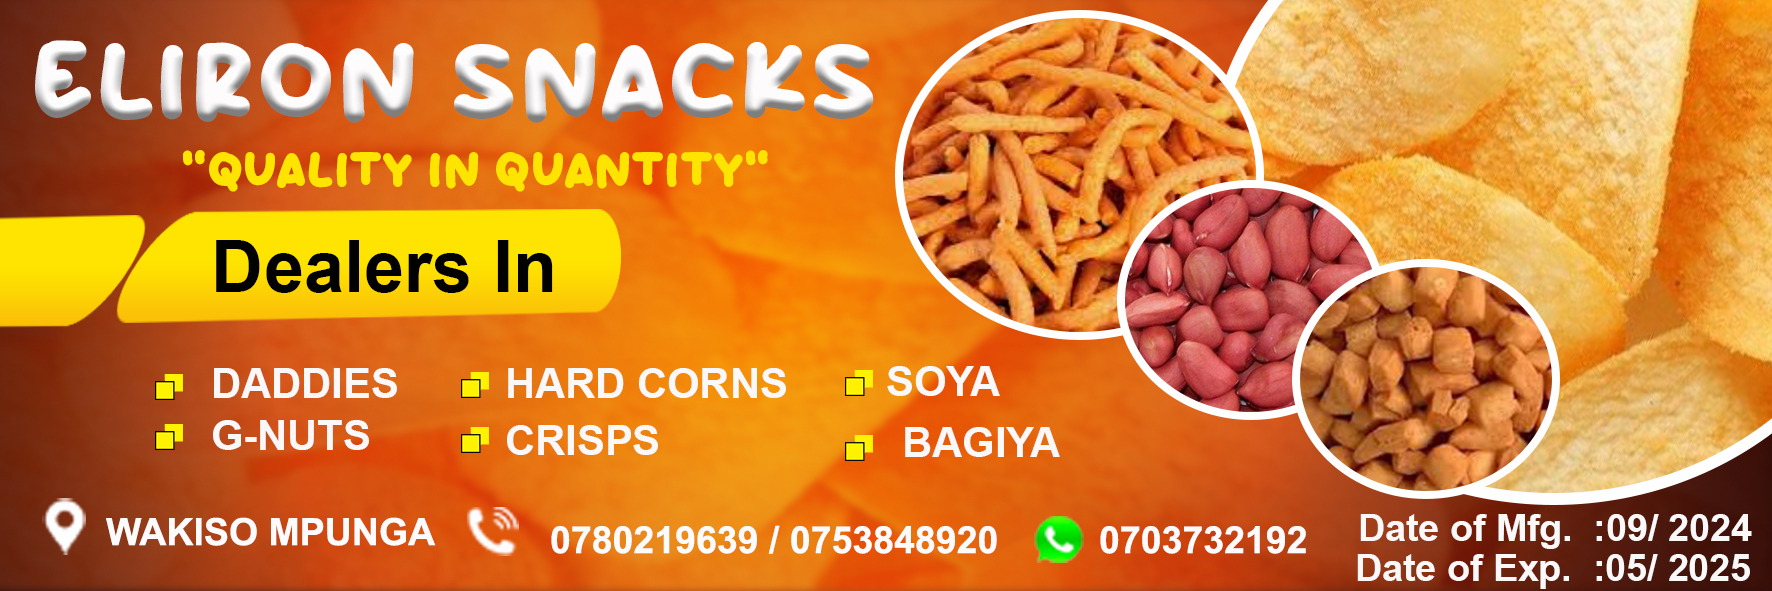 ELIRON SNACKS
"QUALITY IN QUANTITY"
Dealers In
DADDIES
HARD CORNS
SOYA
G-NUTS
CRISPS
BAGIYA
WAKISO MPUNGA
0780219639 / 0753848920
0703732192
Date of Mfg. :09/ 2024
Date of Exp. :05/ 2025